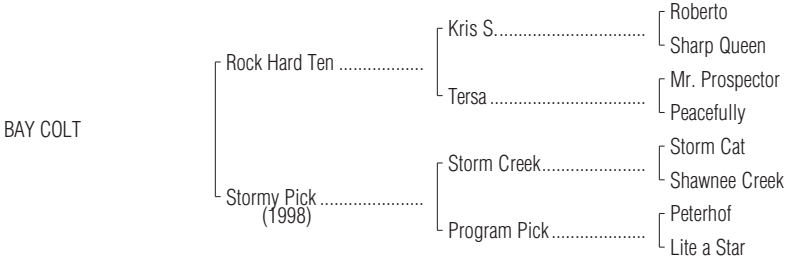 Roberto
Kris S..................................
Sharp Queen
Rock Hard Ten ..................
Mr. Prospector
Tersa ...................................
Peacefully
BAY COLT
Storm Cat
Storm Creek.......................
Shawnee Creek
Stormy Pick ......................
(1998)
Peterhof
Program Pick.....................
Lite a Star